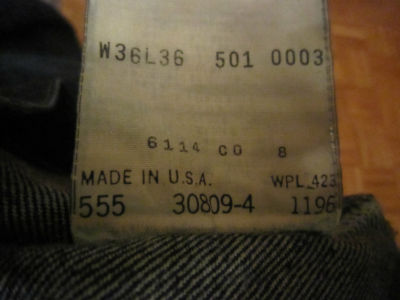 W36L36 501 0003
6114 CO 8
MADE IN U.S.A. WPL 423
555 30809-4 1196